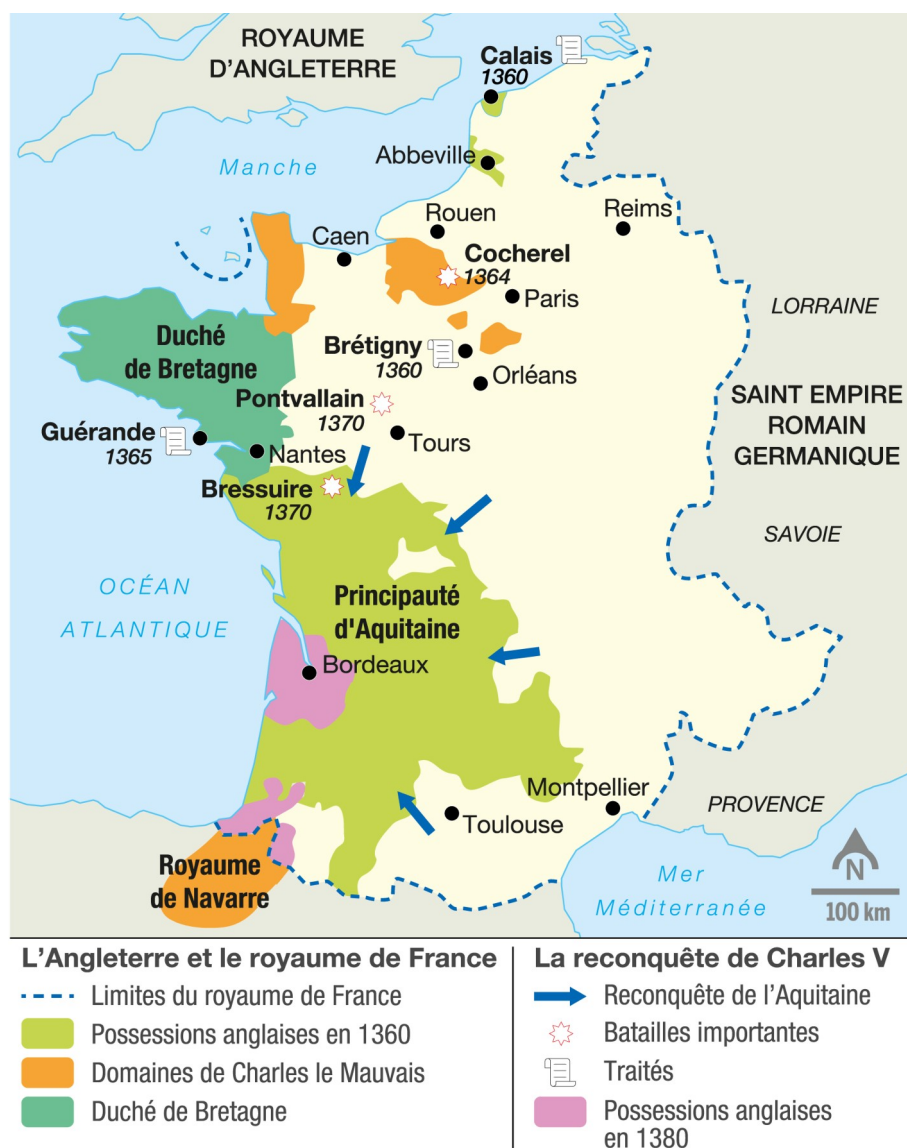 ROYAUME
D'ANGLETERRE
Calais
1360
Manche
Abbeville
Rouen
Reims
Caen
Cocherel
1364
Paris
LORRAINE
Duché
de Bretagne
Brétigny
1360
Orléans
Pontvallain
1370
SAINT EMPIRE
ROMAIN
GERMANIQUE
Guérande
1365
Tours
Nantes
Bressuire
1370
SAVOIE
OCÉAN
ATLANTIQUE
Principauté
d'Aquitaine
Bordeaux
Montpellier
PROVENCE
Toulouse
Royaume
de Navarre
Mer
Méditerranée
N
100 km
L'Angleterre et le royaume de France
Limites du royaume de France
Possessions anglaises en 1360
Domaines de Charles le Mauvais
Duché de Bretagne
La reconquête de Charles V
Reconquête de l'Aquitaine
Batailles importantes
Traités
Possessions anglaises
en 1380